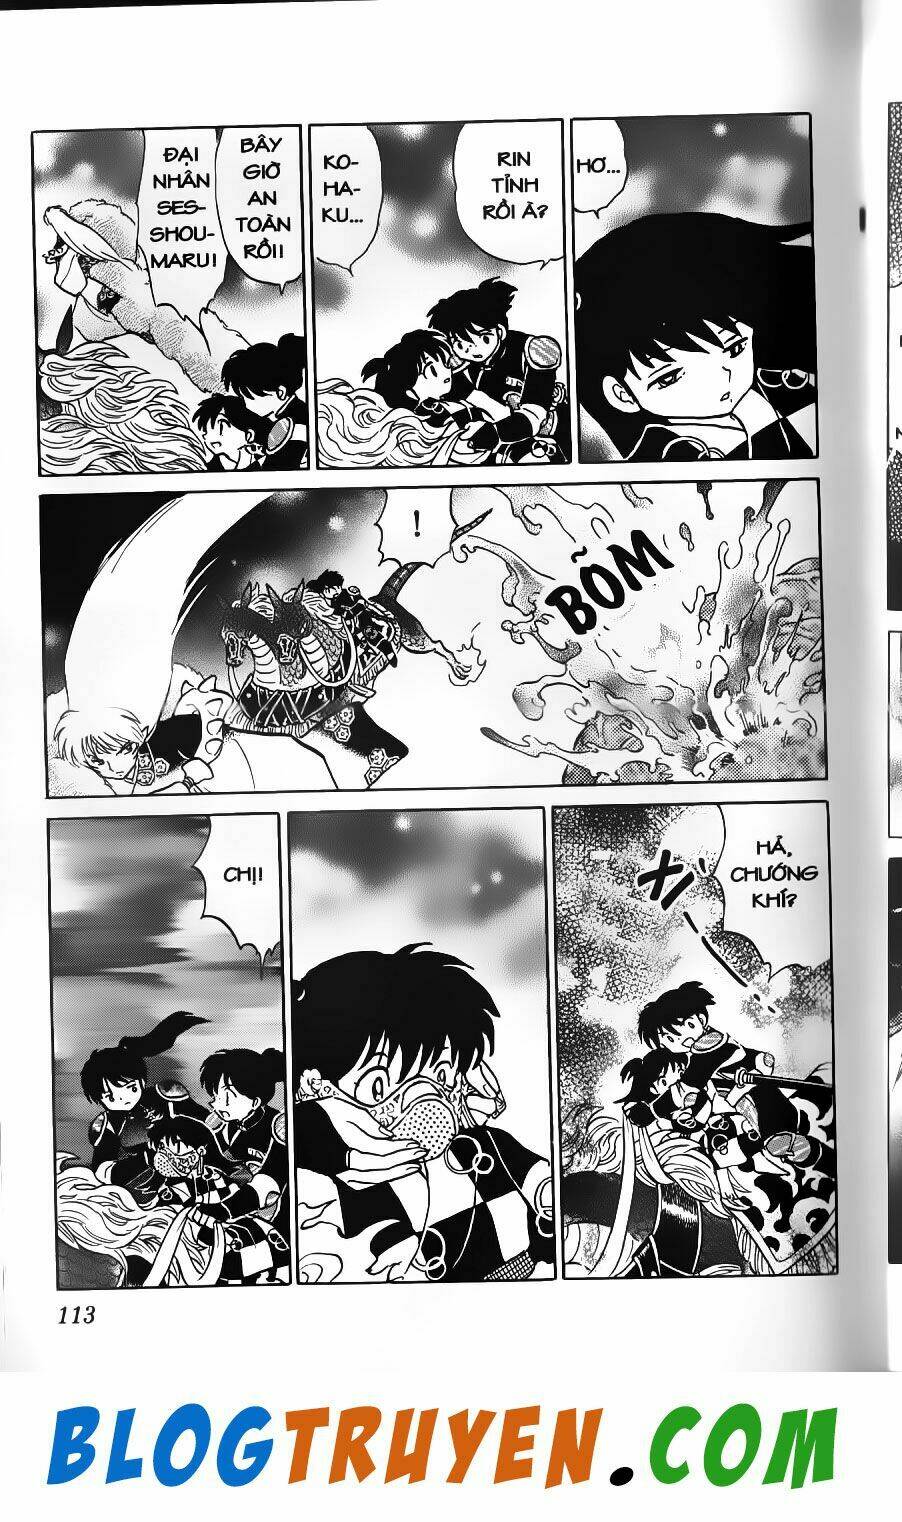 HƠ...
RIN
TỈNH
RỒI À?
KO-
HA-
KU...
BÂY
GIỜ
AN
TOÀN
RỒI!
ĐẠI
NHÂN
SES-
SHOU-
MARU!
!
BÕM
HẢ,
CHƯỚNG
KHÍ?
CHỊ!
113
BLOGTRUYEN.COM